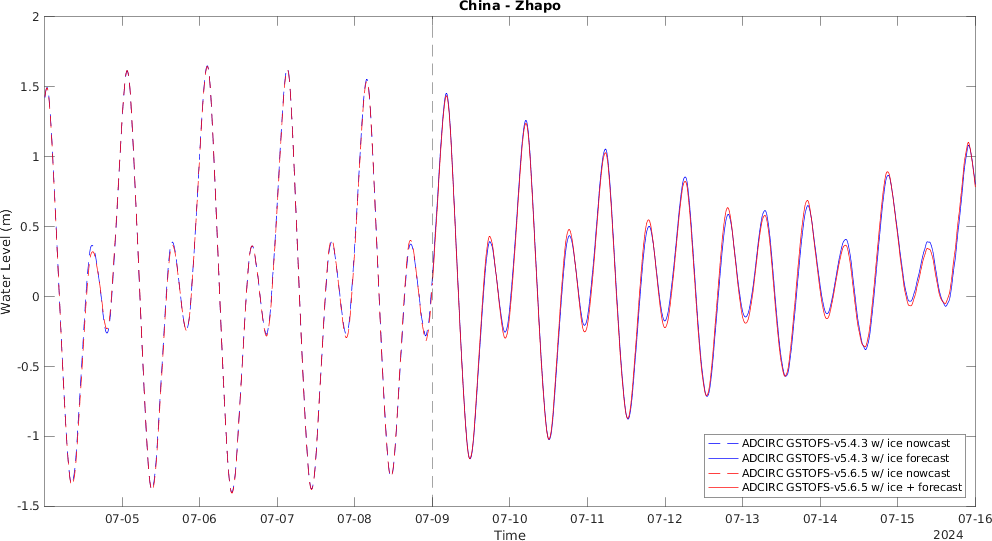 China - Zhapo
2
1.5
1
0.5
0
-0.5
-1
-1.5
Water Level (m)
07-05 07-06 07-07 07-08 07-09 07-10 07-11 07-12 07-13 07-14 07-15 07-16
Time
2024
ADCIRC GSTOFS-v5.4.3 w/ ice nowcast
ADCIRC GSTOFS-v5.4.3 w/ ice forecast
ADCIRC GSTOFS-v5.6.5 w/ ice nowcast
ADCIRC GSTOFS-v5.6.5 w/ ice + forecast